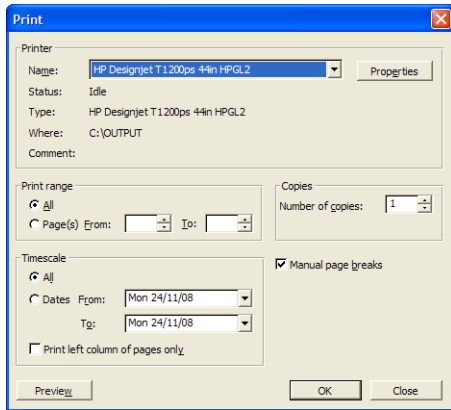 Print
Printer
Name: HP Designjet T1200ps 44in HPGL2 Properties
Status: Idle
Type: HP Designjet T1200ps 44in HPGL2
Where: C:\OUTPUT
Comment:
Print range
All
Page(s) From: To:
Copies
Number of copies: 1
Timescale
All
Dates From: Mon 24/11/08
To: Mon 24/11/08
Print left column of pages only
Manual page breaks
Preview OK Close